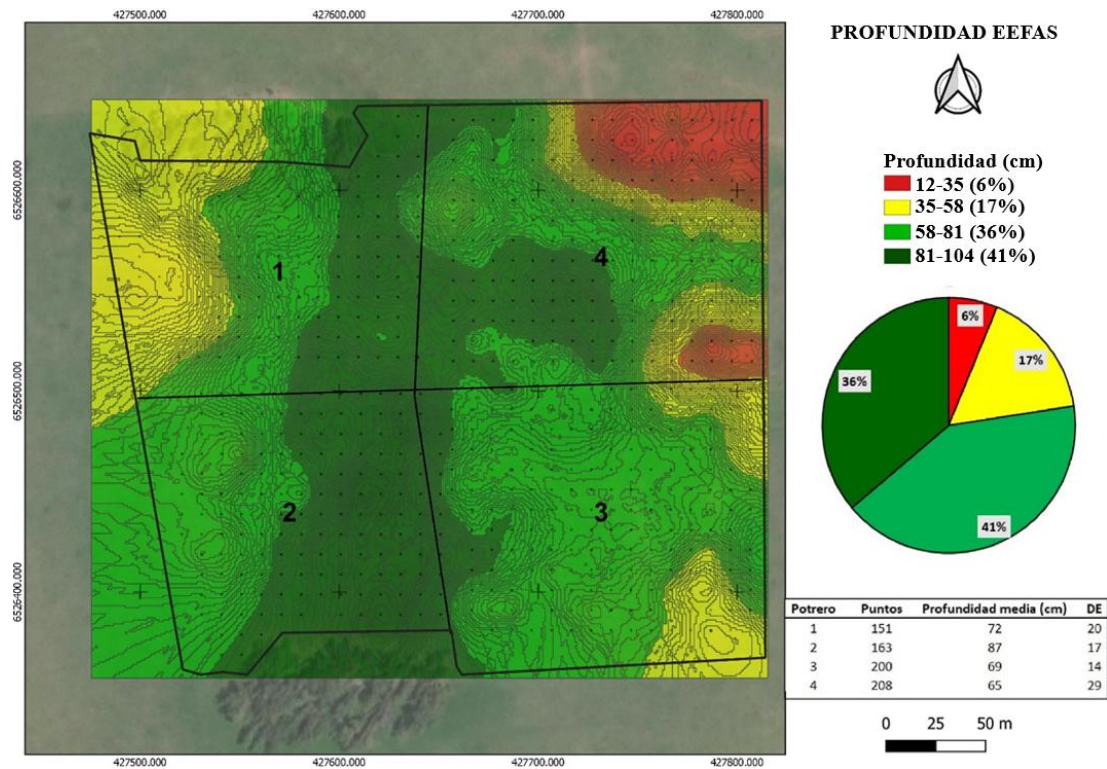 427500.000 427600.000 427700.000 427800.000
PROFUNDIDAD EEFAS
Profundidad (cm)
12-35 (6%)
35-58 (17%)
58-81 (36%)
81-104 (41%)
6526600.000
6526500.000
6526400.000
1
4
2
3
6%
17%
36%
41%
Potrero Puntos Profundidad media (cm) DE
1 151 72 20
2 163 87 17
3 200 69 14
4 208 65 29
0 25 50 m
427500.000 427600.000 427700.000 427800.000